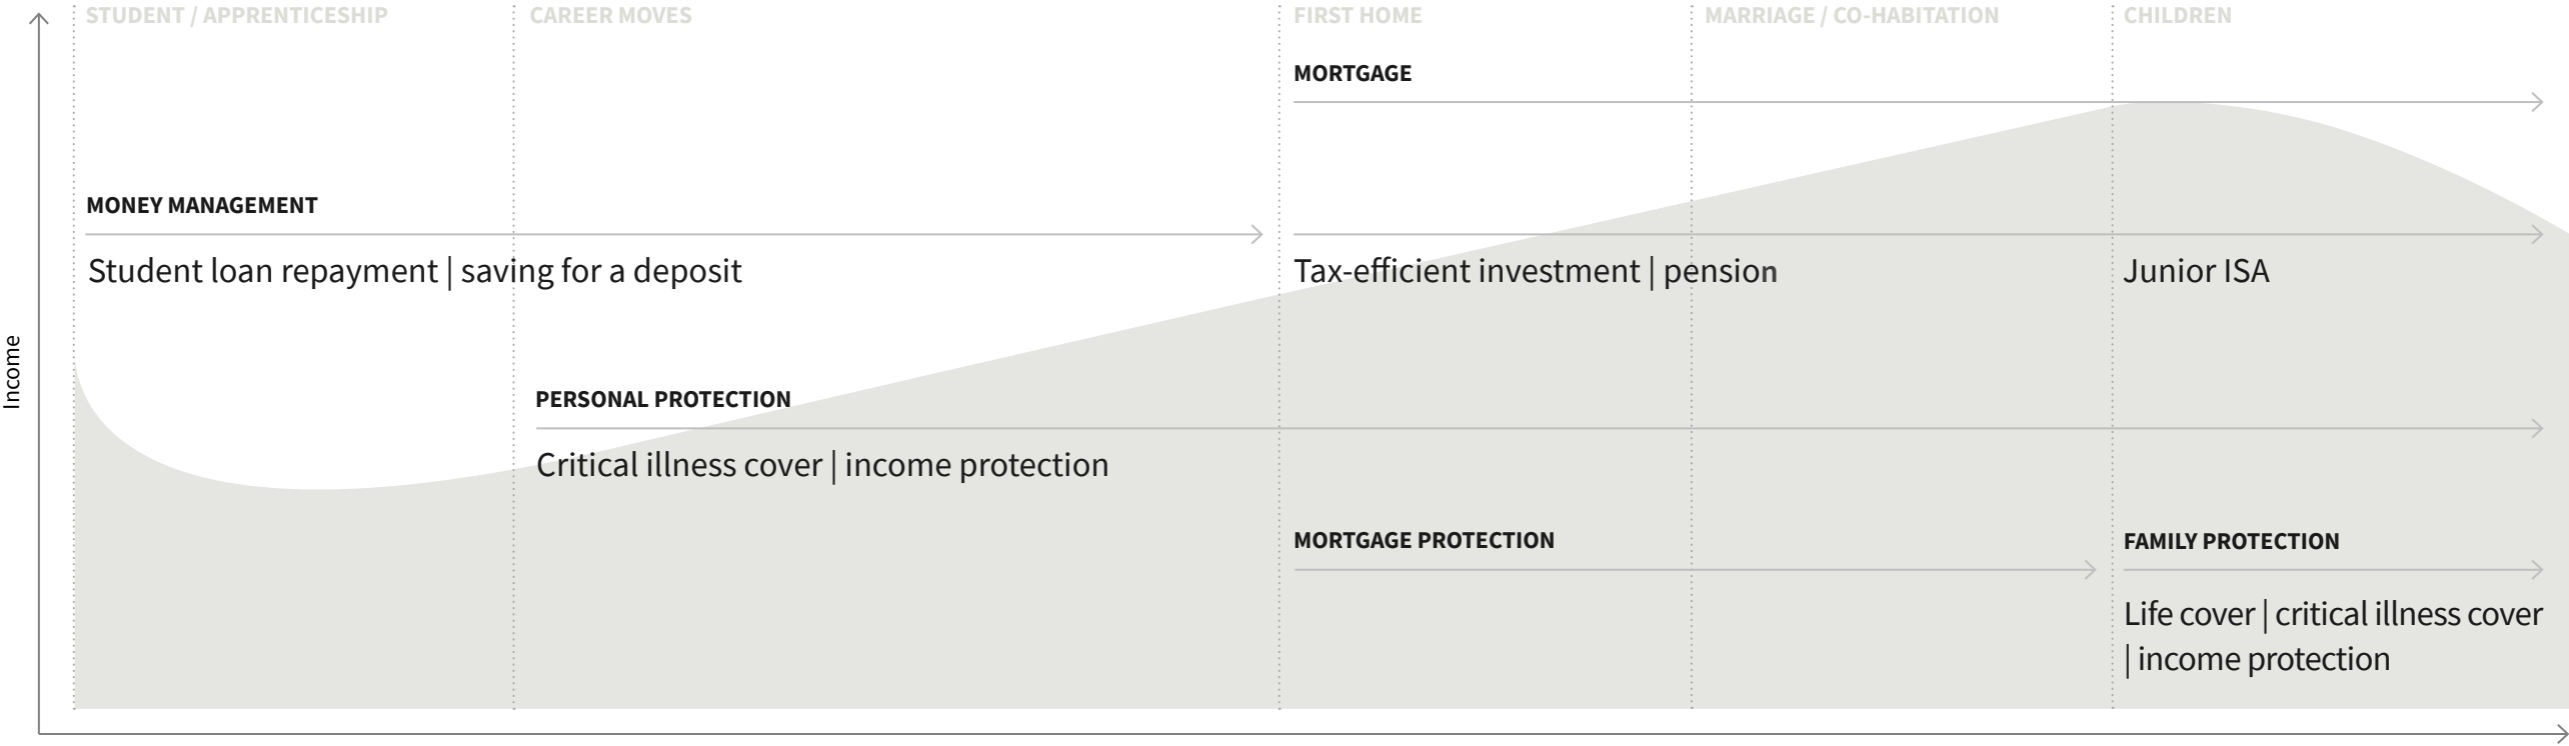 STUDENT / APPRENTICESHIP
CAREER MOVES
FIRST HOME
MARRIAGE / CO-HABITATION
CHILDREN
MORTGAGE
MONEY MANAGEMENT
Student loan repayment | saving for a deposit
Tax-efficient investment | pension
Junior ISA
Income
PERSONAL PROTECTION
Critical illness cover | income protection
MORTGAGE PROTECTION
FAMILY PROTECTION
Life cover | critical illness cover
| income protection